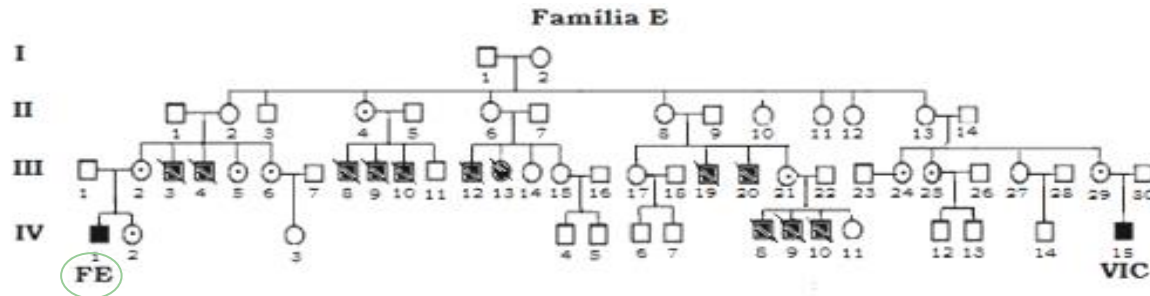 Família E
I
1 2
II
1 2 3 4 5 6 7 8 9 10 11 12 13 14
III
1 2 3 4 5 6 7 8 9 10 11 12 13 14 15 16 17 18 19 20 21 22 23 24 25 26 27 28 29 30
IV
1 2 3 4 5 6 7 8 9 10 11 12 13 14 15
FE VIC